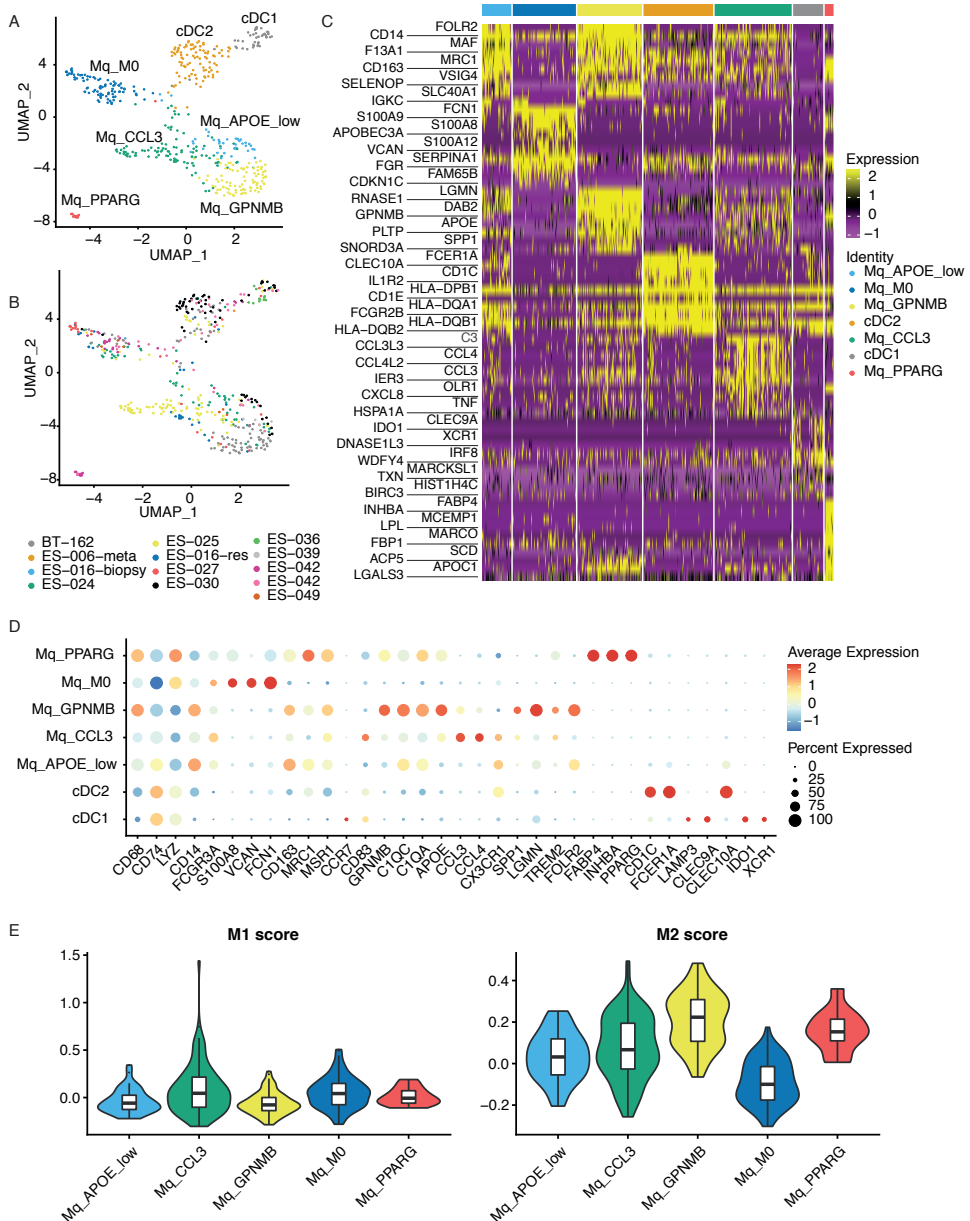 A
cDC2
cDC1
4
Mq_M0
UMAP_2
0
Mq_APOE_low
Mq_CCL3
−4
Mq_PPARG
Mq_GPNMB
−8
−4
−2
0
2
UMAP_1
B
4
UMAP_2
0
−4
−8
−4
−2
0
2
UMAP_1
BT−162
ES−006−meta
ES−016−biopsy
ES−024
ES−025
ES−016−res
ES−027
ES−030
ES−036
ES−039
ES−042
ES−042
ES−049
C
FOLR2
CD14
MAF
F13A1
MRC1
CD163
VSIG4
SELENOP
SLC40A1
IGKC
FCN1
S100A9
S100A8
APOBEC3A
S100A12
VCAN
SERPINA1
FGR
FAM65B
CDKN1C
LGMN
RNASE1
DAB2
GPNMB
APOE
PLTP
SPP1
SNORD3A
FCER1A
CLEC10A
CD1C
IL1R2
HLA−DPB1
CD1E
HLA−DQA1
FCGR2B
HLA−DQB1
HLA−DQB2
C3
CCL3L3
CCL4
CCL4L2
CCL3
IER3
OLR1
CXCL8
TNF
HSPA1A
CLEC9A
IDO1
XCR1
DNASE1L3
IRF8
WDFY4
MARCKSL1
TXN
HIST1H4C
BIRC3
FABP4
INHBA
MCEMP1
LPL
MARCO
FBP1
SCD
ACP5
APOC1
LGALS3
Expression
2
1
0
−1
Identity
Mq_APOE_low
Mq_M0
Mq_GPNMB
cDC2
Mq_CCL3
cDC1
Mq_PPARG
D
Mq_PPARG
Mq_M0
Mq_GPNMB
Mq_CCL3
Mq_APOE_low
cDC2
cDC1
CD68
CD74
LYZ
CD14
FCGR3A
S100A8
VCAN
FCN1
CD163
MRC1
MSR1
CCR7
CD83
GPNMB
C1QC
C1QA
APOE
CCL3
CCL4
CX3CR1
SPP1
LGMN
TREM2
FOLR2
FABP4
INHBA
PPARG
CD1C
FCER1A
LAMP3
CLEC9A
CLEC10A
IDO1
XCR1
Average Expression
2
1
0
−1
Percent Expressed
0
25
50
75
100
E
M1 score
1.5
1.0
0.5
0.0
Mq_APOE_low
Mq_CCL3
Mq_GPNMB
Mq_M0
Mq_PPARG
M2 score
0.4
0.2
0.0
−0.2
Mq_APOE_low
Mq_CCL3
Mq_GPNMB
Mq_M0
Mq_PPARG